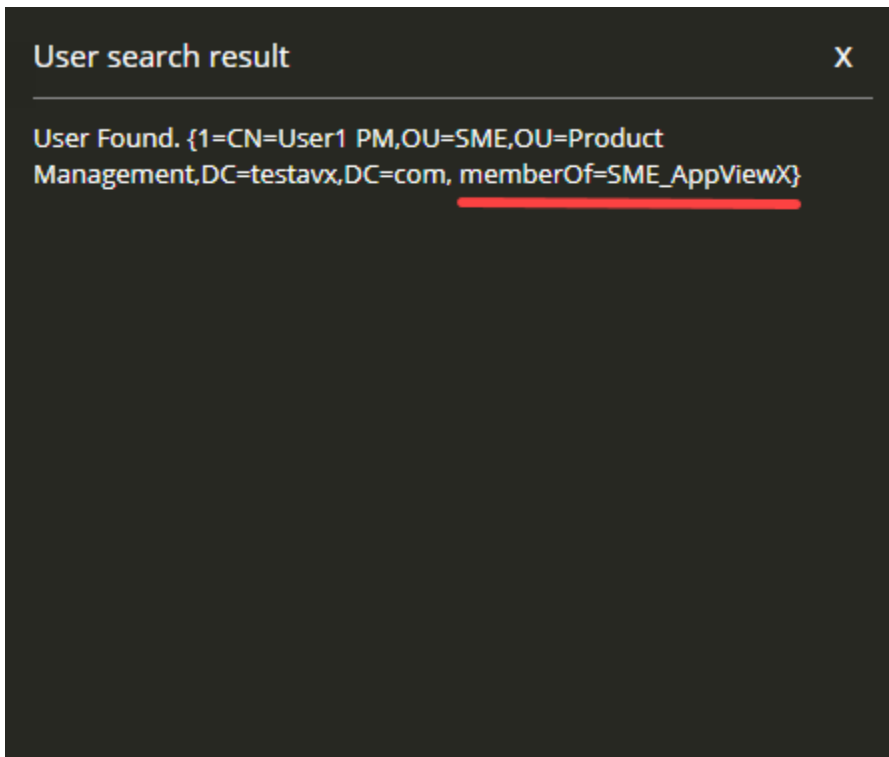 User search result X
User Found. {1=CN=User1 PM,OU=SME,OU=Product
Management,DC=testavx,DC=com, memberOf=SME_AppViewX}